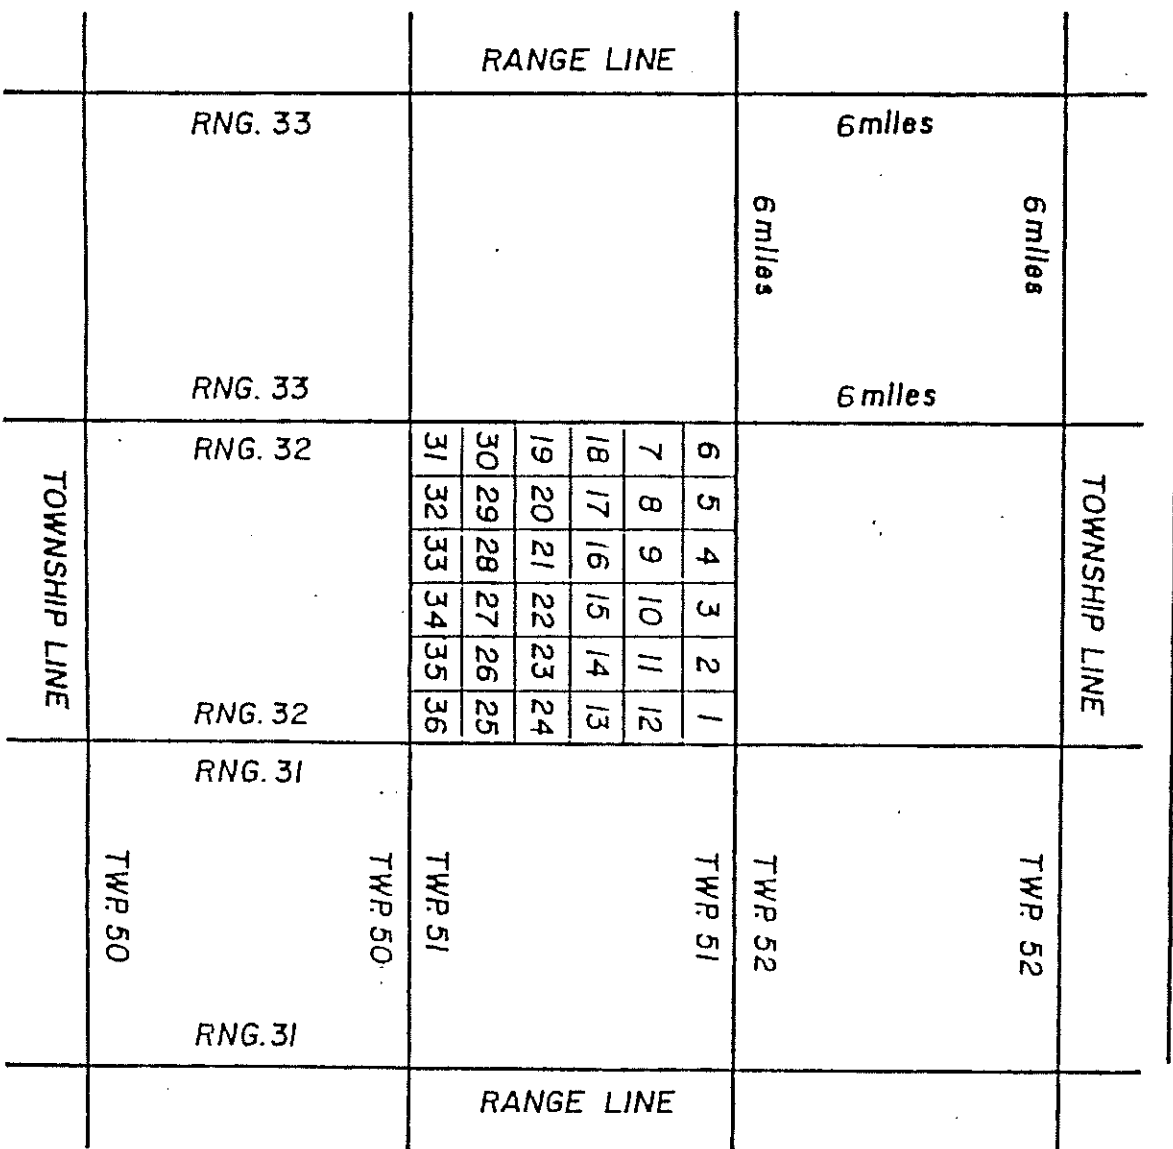 RANGE LINE
RNG. 33
6 miles
6 miles
6 miles
RNG. 33
6 miles
RNG. 32
TOWNSHIP LINE
TOWNSHIP LINE
6 5 4 3 2 1
7 8 9 10 11 12
18 17 16 15 14 13
19 20 21 22 23 24
30 29 28 27 26 25
31 32 33 34 35 36
RNG. 32
RNG. 31
TWP. 50
TWP. 50
TWP. 51
TWP. 51
TWP. 52
TWP. 52
RNG. 31
RANGE LINE